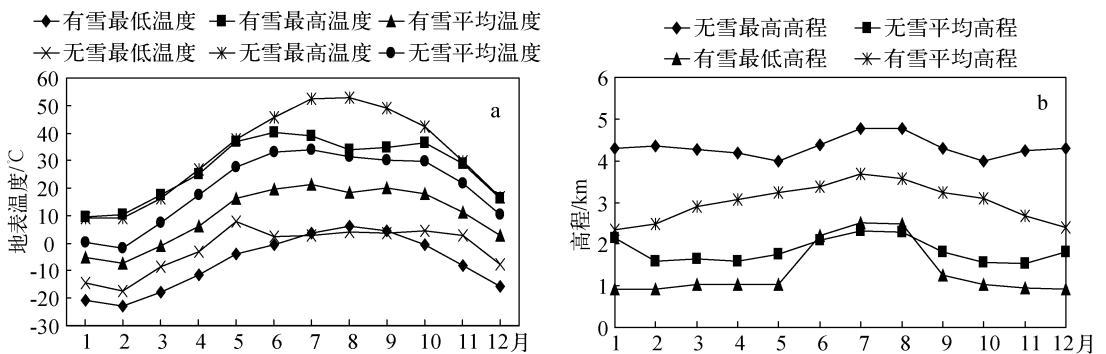 有雪最低温度 有雪最高温度 有雪平均温度
无雪最低温度 无雪最高温度 无雪平均温度
地表温度/℃
60
50
40
30
20
10
0
-10
-20
-30
a
1 2 3 4 5 6 7 8 9 10 11 12月
无雪最高高程 无雪平均高程
有雪最低高程 有雪平均高程
高程/km
6
5
4
3
2
1
0
b
1 2 3 4 5 6 7 8 9 10 11 12月